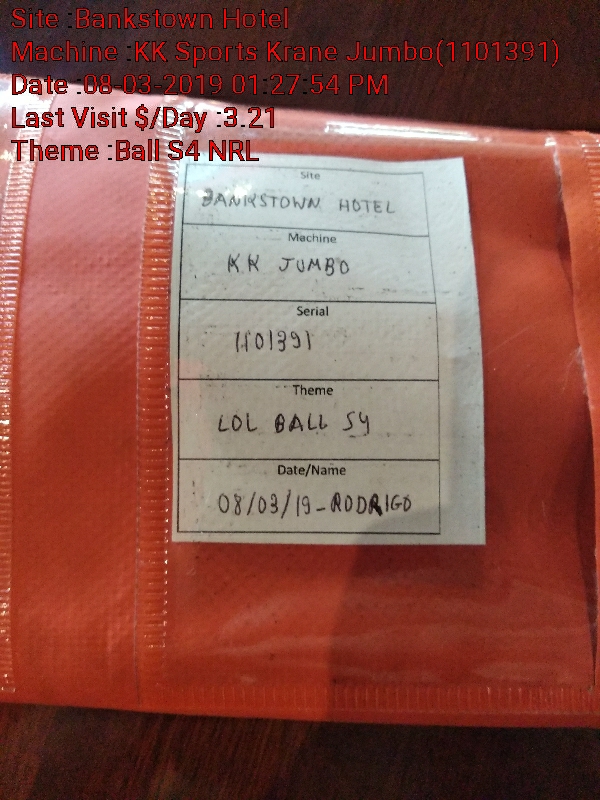 Site :Bankstown Hotel
Machine :KK Sports Krane Jumbo(1101391)
Date :08-03-2019 01:27:54 PM
Last Visit $/Day :3.21
Theme :Ball S4 NRL
Site
BANKSTOWN HOTEL
Machine
KK JUMBO
Serial
1101391
Theme
LOL BALL S4
Date/Name
08/03/19-RODRIGO